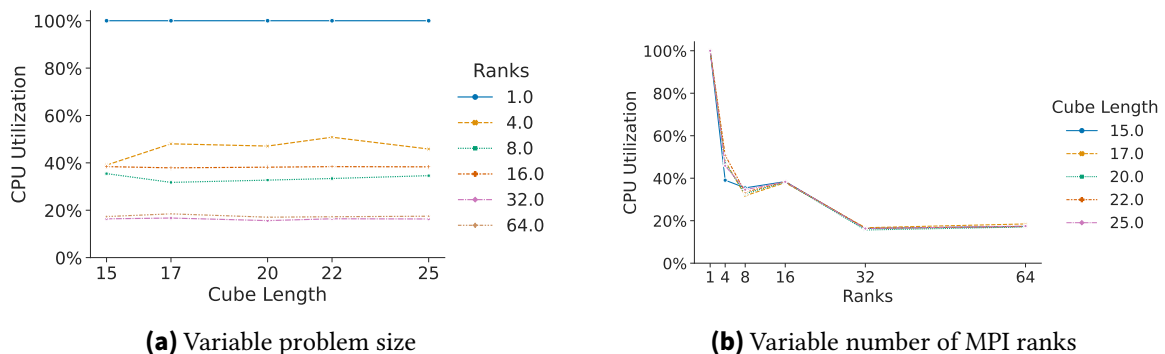 100%
80%
60%
40%
20%
0%
CPU Utilization
15 17 20 22 25
Cube Length
Ranks
1.0
4.0
8.0
16.0
32.0
64.0
(a) Variable problem size
100%
80%
60%
40%
20%
0%
CPU Utilization
1 4 8 16 32 64
Ranks
Cube Length
15.0
17.0
20.0
22.0
25.0
(b) Variable number of MPI ranks